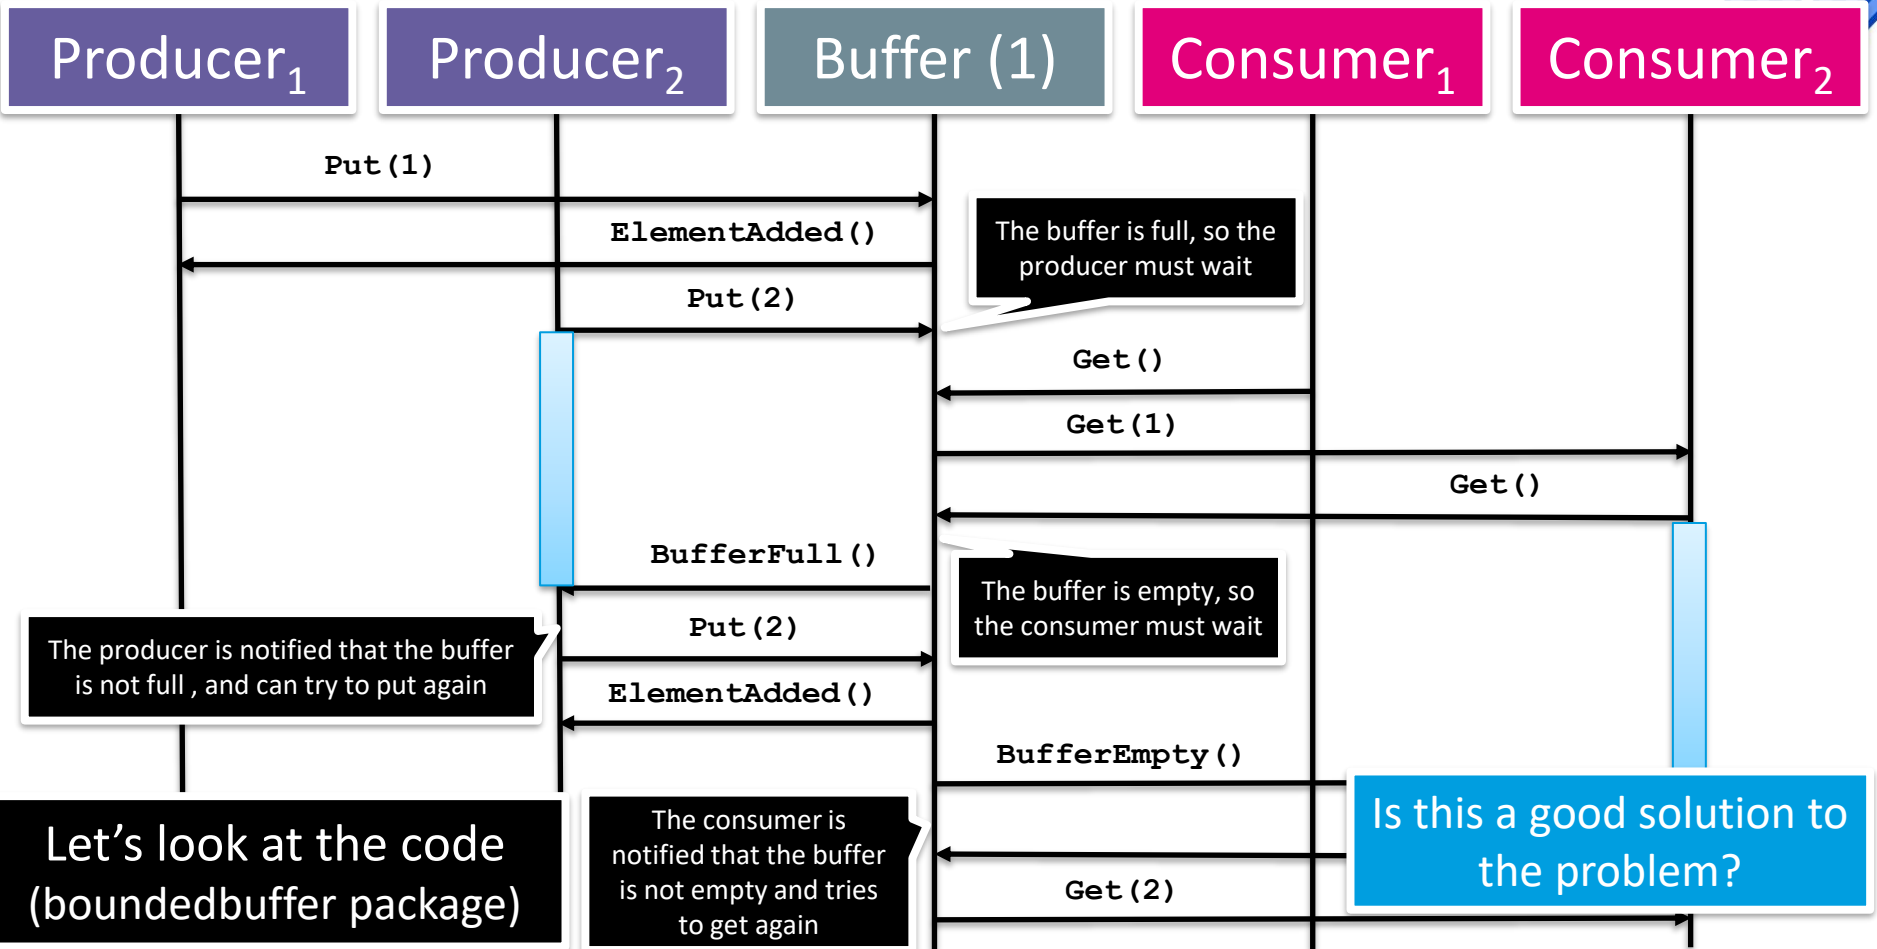 Producer₁
Producer₂
Buffer (1)
Consumer₁
Consumer₂
Put(1)
ElementAdded()
The buffer is full, so the
producer must wait
Put(2)
Get()
Get(1)
Get()
BufferFull()
The buffer is empty, so
the consumer must wait
Put(2)
The producer is notified that the buffer
is not full , and can try to put again
ElementAdded()
BufferEmpty()
Let's look at the code
(boundedbuffer package)
The consumer is
notified that the buffer
is not empty and tries
to get again
Is this a good solution to
the problem?
Get(2)